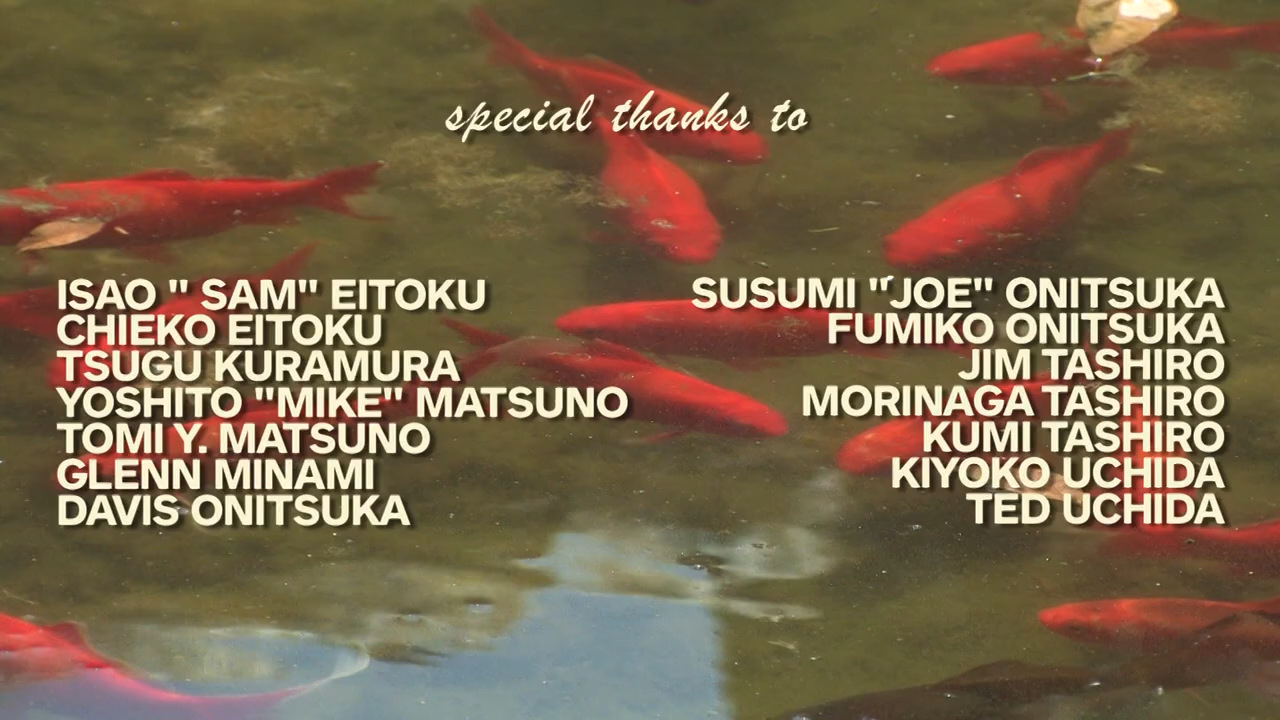 special thanks to
ISAO " SAM" EITOKU
CHIEKO EITOKU
TSUGU KURAMURA
YOSHITO "MIKE" MATSUNO
TOMI Y. MATSUNO
GLENN MINAMI
DAVIS ONITSUKA
SUSUMI "JOE" ONITSUKA
FUMIKO ONITSUKA
JIM TASHIRO
MORINAGA TASHIRO
KUMI TASHIRO
KIYOKO UCHIDA
TED UCHIDA